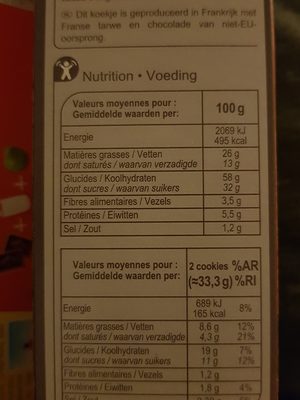 Dit koekje is geproduceerd in Frankrijk met
Franse tarwe en chocolade van niet-EU-
oorsprong.
Nutrition • Voeding
Valeurs moyennes pour :
Gemiddelde waarden per:
100 g
Energie
2069 kJ
495 kcal
Matières grasses / Vetten
26 g
dont saturés / waarvan verzadigde
13 g
Glucides / Koolhydraten
58 g
dont sucres / waarvan suikers
32 g
Fibres alimentaires / Vezels
3,5 g
Protéines / Eiwitten
5,5 g
Sel / Zout
1,2 g
Valeurs moyennes pour :
Gemiddelde waarden per:
2 cookies
(≈33,3 g)
%AR
%RI
Energie
689 kJ
165 kcal
8%
Matières grasses / Vetten
8,6 g
12%
dont saturés / waarvan verzadigde
4,3 g
21%
Glucides / Koolhydraten
19 g
7%
dont sucres / waarvan suikers
11 g
12%
Fibres alimentaires / Vezels
1,2 g
Protéines / Eiwitten
1,8 g
4%